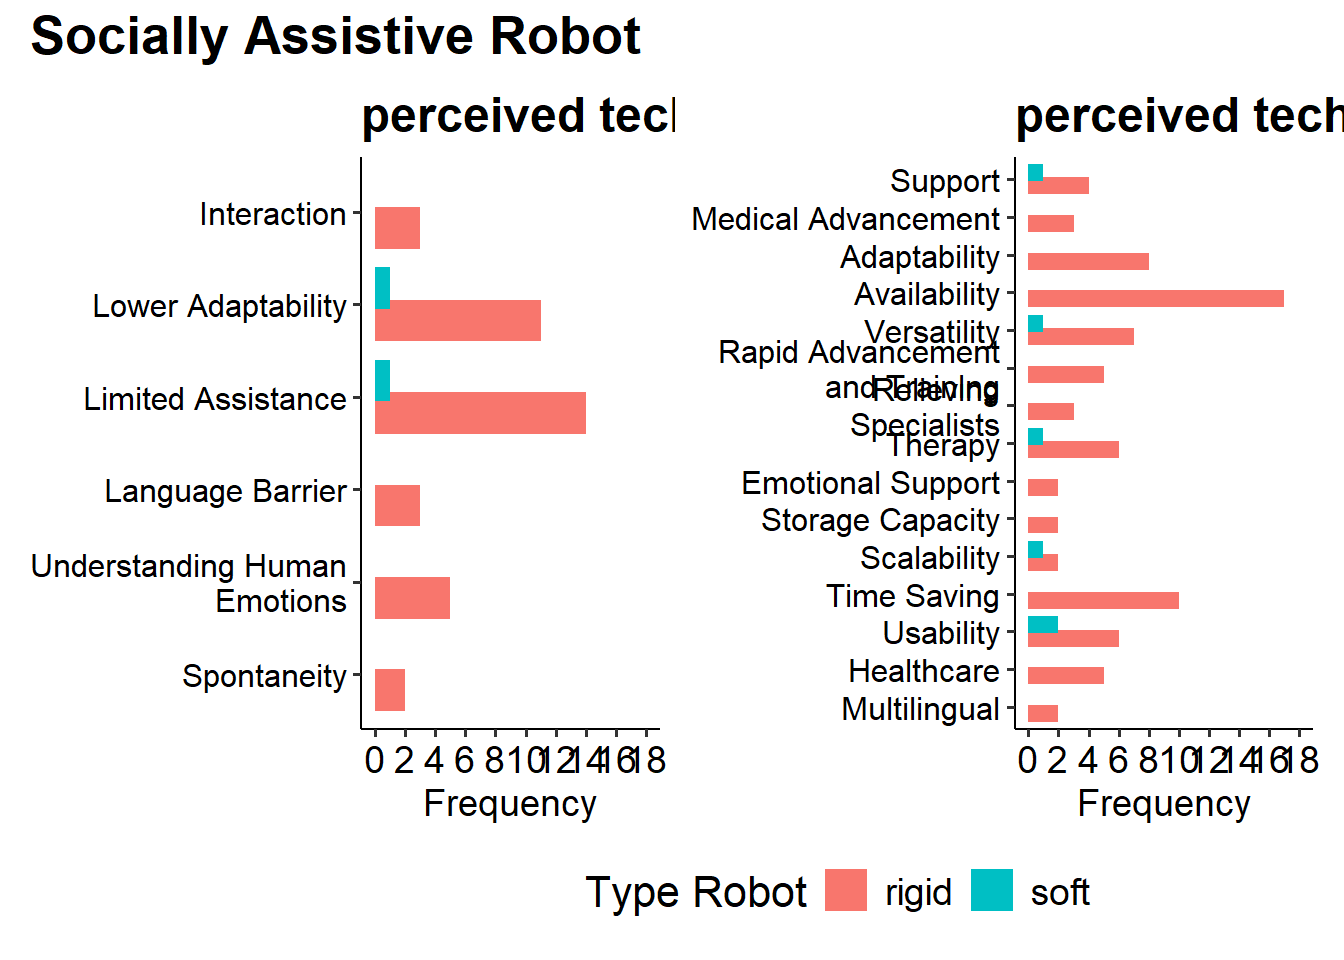 Socially Assistive Robot
perceived tech
Interaction
Lower Adaptability
Limited Assistance
Language Barrier
Understanding Human
Emotions
Spontaneity
0 2 4 6 8 10 12 14 16 18
Frequency
perceived tech
Support
Medical Advancement
Adaptability
Availability
Versatility
Rapid Advancement
and Training
Relieving
Specialists
Therapy
Emotional Support
Storage Capacity
Scalability
Time Saving
Usability
Healthcare
Multilingual
0 2 4 6 8 10 12 14 16 18
Frequency
Type Robot rigid soft